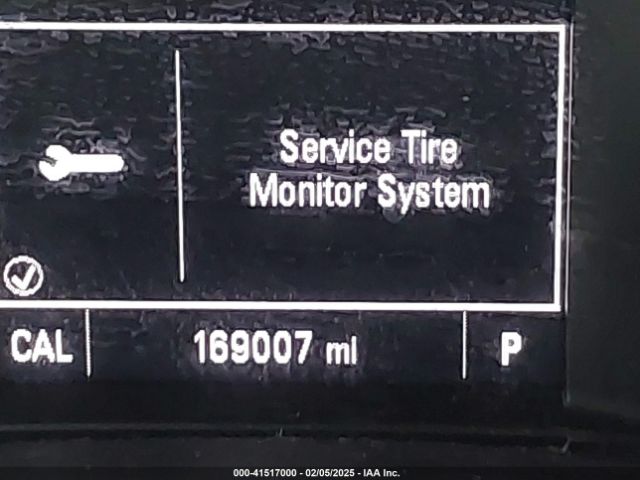 Service Tire
Monitor System
CAL 169007 mi P
000-41517000 - 02/05/2025 - IAA Inc.